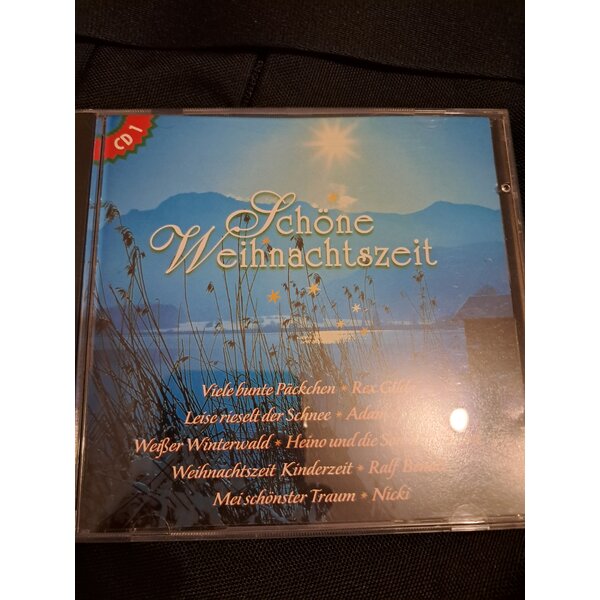 CD 1
Schöne
Weihnachtszeit
Viele bunte Päckchen * Rex
Leise rieselt der Schnee * Adam
Weißer Winterwald * Heino und die
Weihnachtszeit Kinderzeit * Ralf
Mei schönster Traum * Nicki